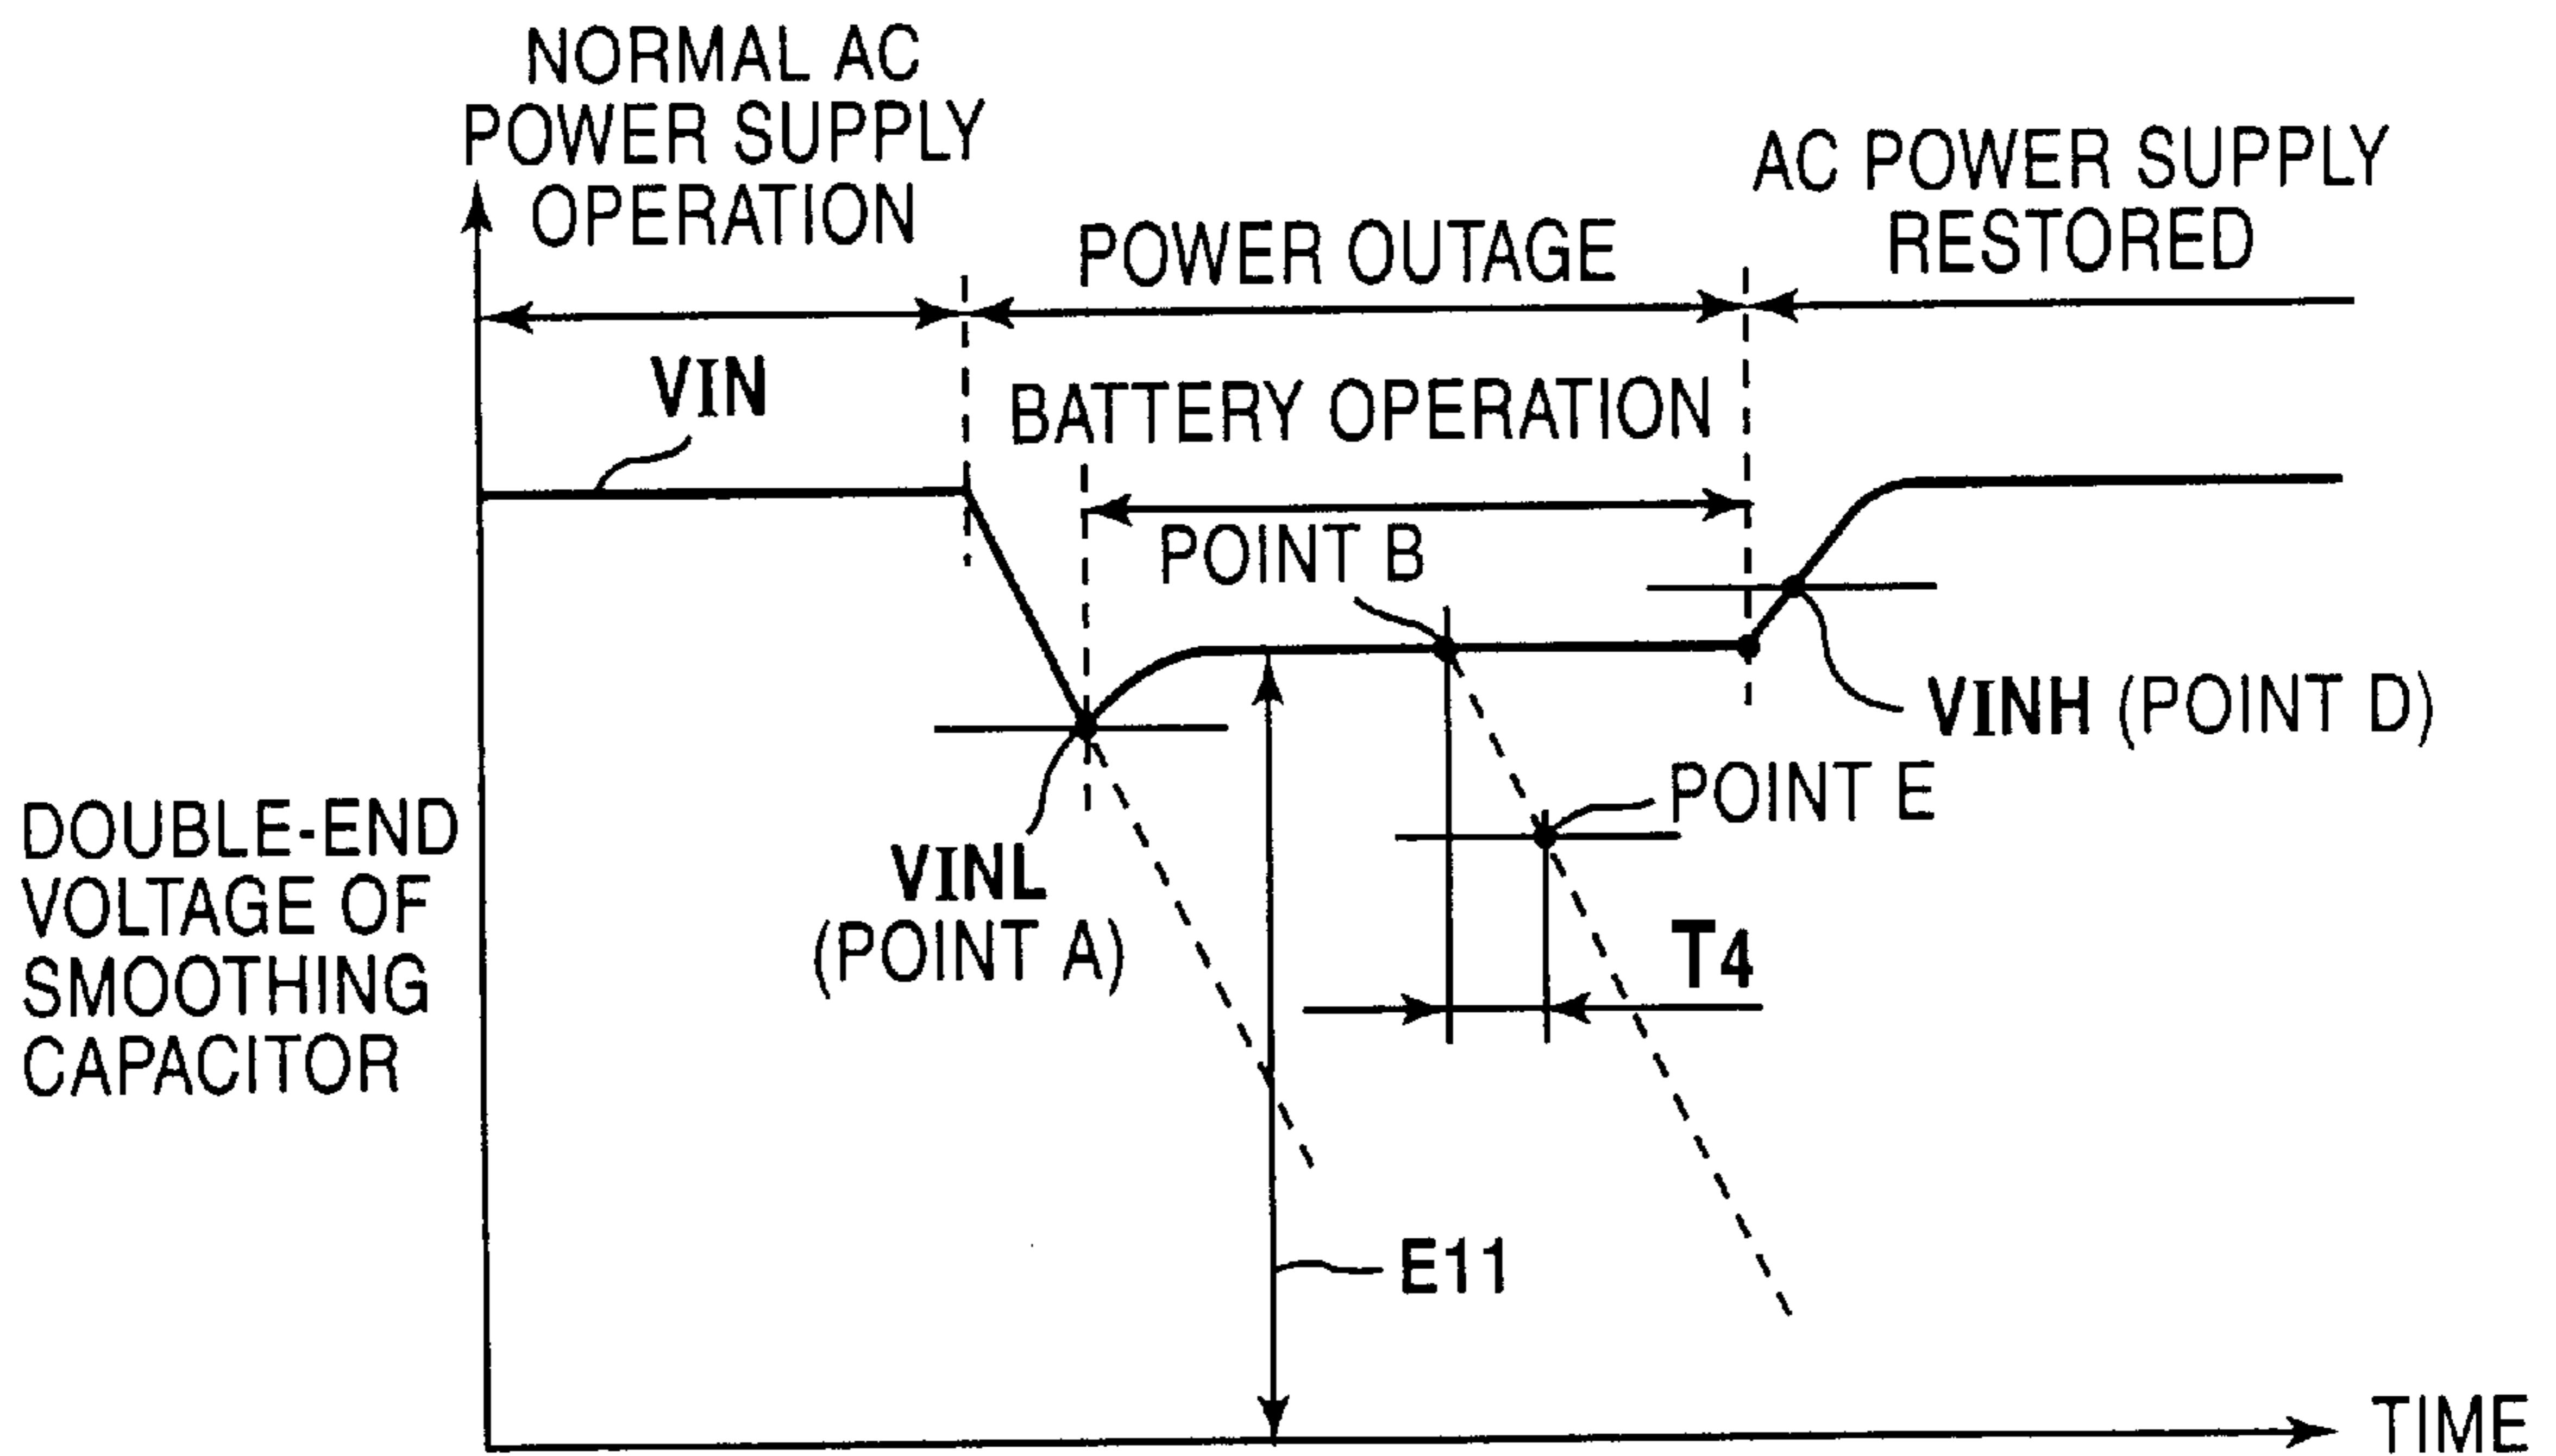 NORMAL AC
POWER SUPPLY
OPERATION
AC POWER SUPPLY
RESTORED
POWER OUTAGE
VIN
BATTERY OPERATION
POINT B
VINH (POINT D)
POINT E
DOUBLE-END
VOLTAGE OF
SMOOTHING
CAPACITOR
VINL
(POINT A)
T4
E11
TIME